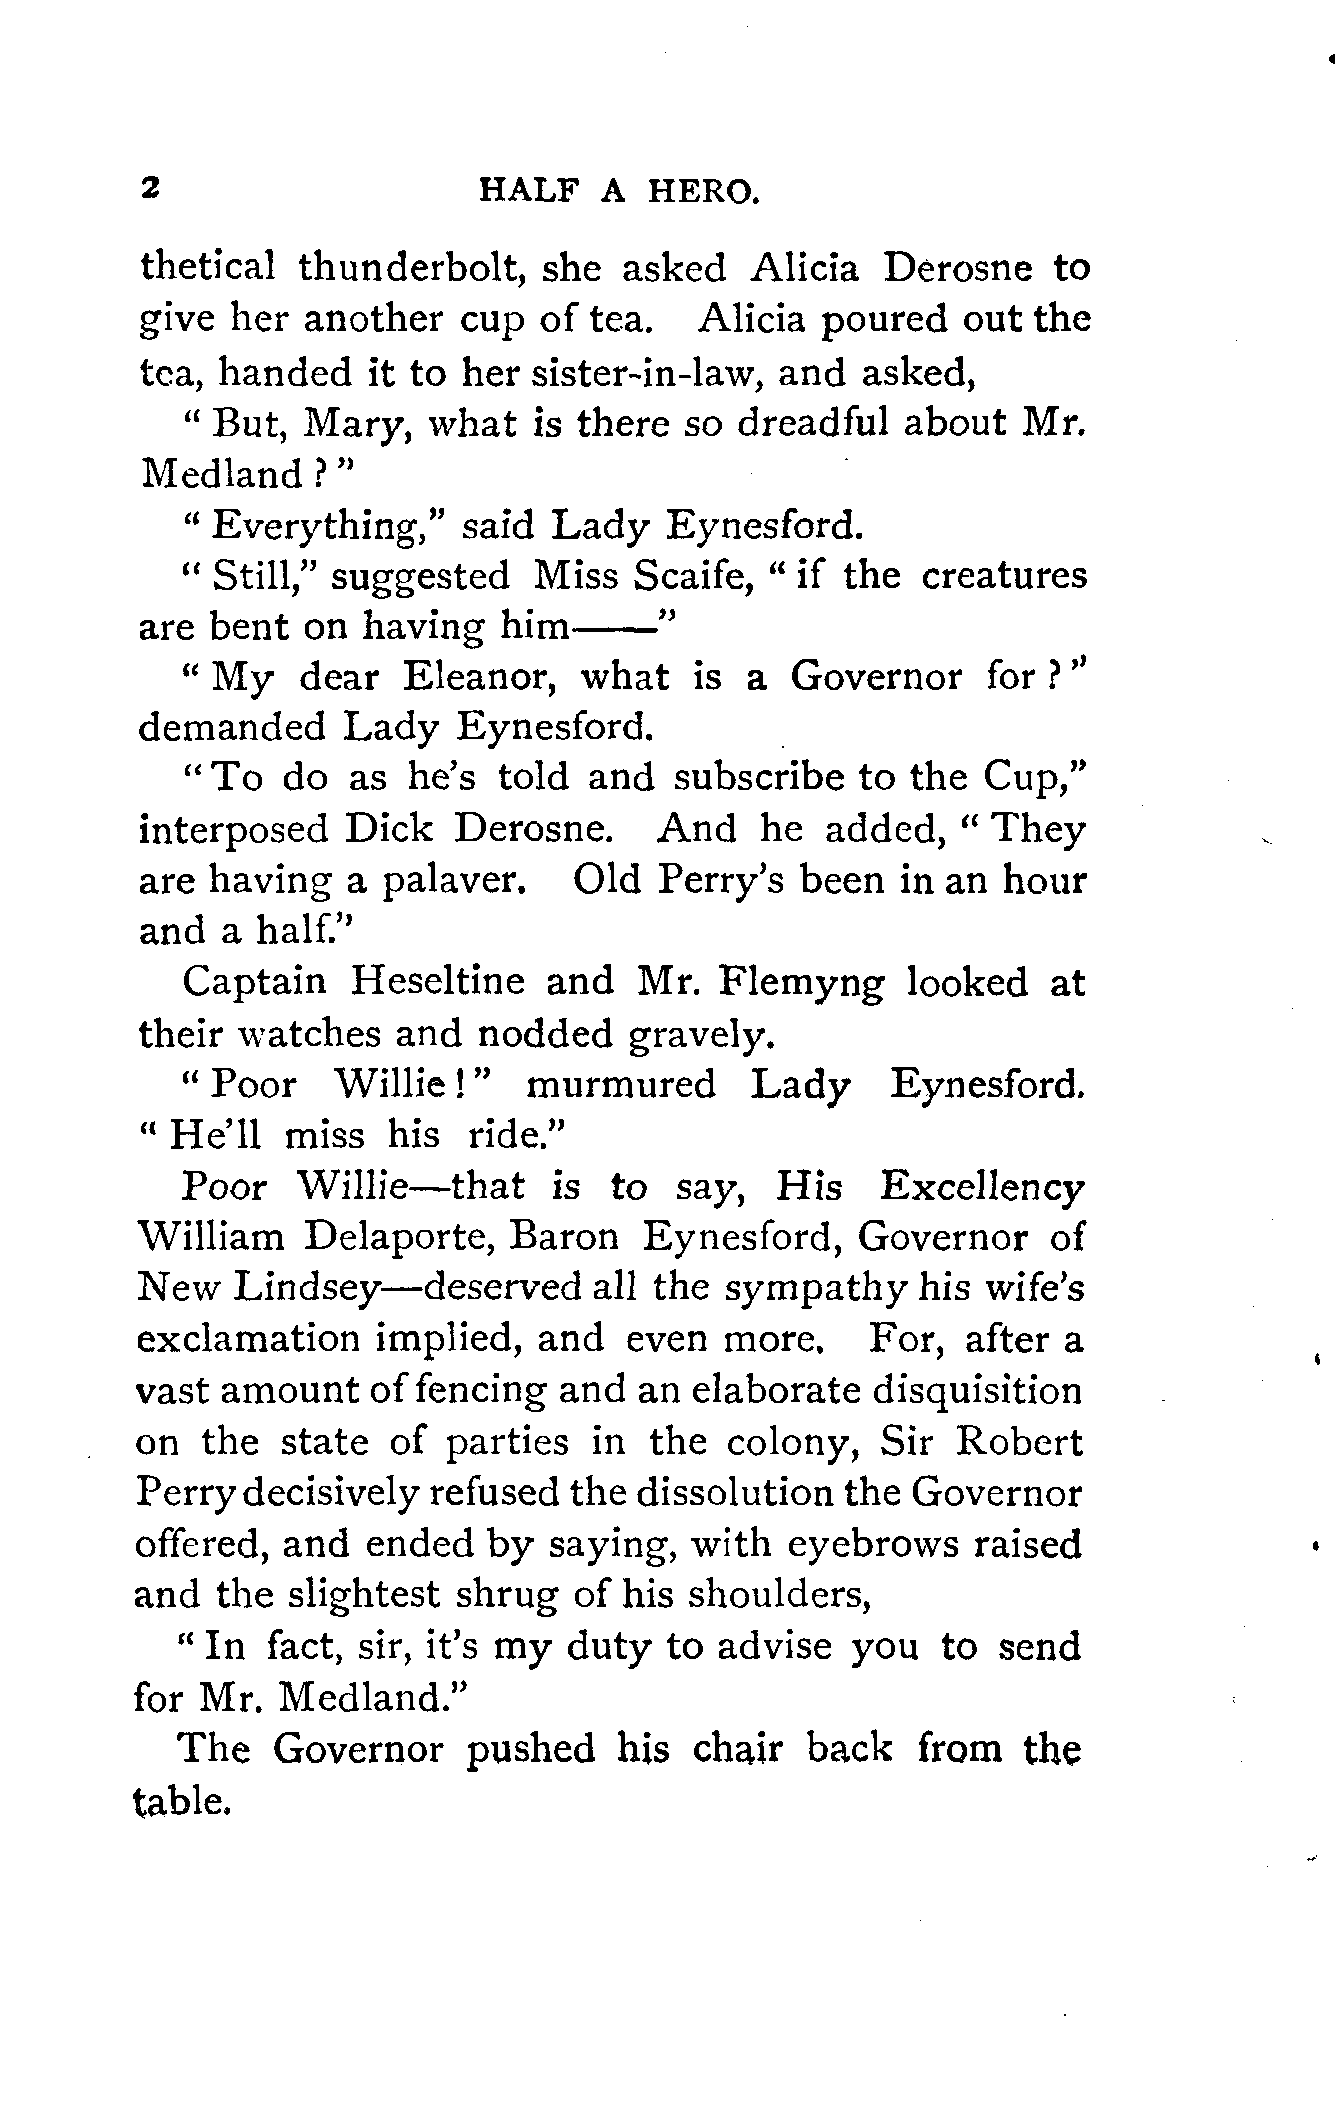 2 HALF A HERO.
thetical thunderbolt, she asked Alicia Derosne to
give her another cup of tea. Alicia poured out the
tea, handed it to her sister-in-law, and asked,
“ But, Mary, what is there so dreadful about Mr.
Medland ? ”
“ Everything,” said Lady Eynesford.
“ Still,” suggested Miss Scaife, “ if the creatures
are bent on having him——”
“ My dear Eleanor, what is a Governor for ? ”
demanded Lady Eynesford.
“ To do as he’s told and subscribe to the Cup,”
interposed Dick Derosne. And he added, “ They
are having a palaver. Old Perry’s been in an hour
and a half.”
Captain Heseltine and Mr. Flemyng looked at
their watches and nodded gravely.
“ Poor Willie ! ” murmured Lady Eynesford.
“ He’ll miss his ride.”
Poor Willie—that is to say, His Excellency
William Delaporte, Baron Eynesford, Governor of
New Lindsey—deserved all the sympathy his wife’s
exclamation implied, and even more. For, after a
vast amount of fencing and an elaborate disquisition
on the state of parties in the colony, Sir Robert
Perry decisively refused the dissolution the Governor
offered, and ended by saying, with eyebrows raised
and the slightest shrug of his shoulders,
“ In fact, sir, it’s my duty to advise you to send
for Mr. Medland.”
The Governor pushed his chair back from the
table.